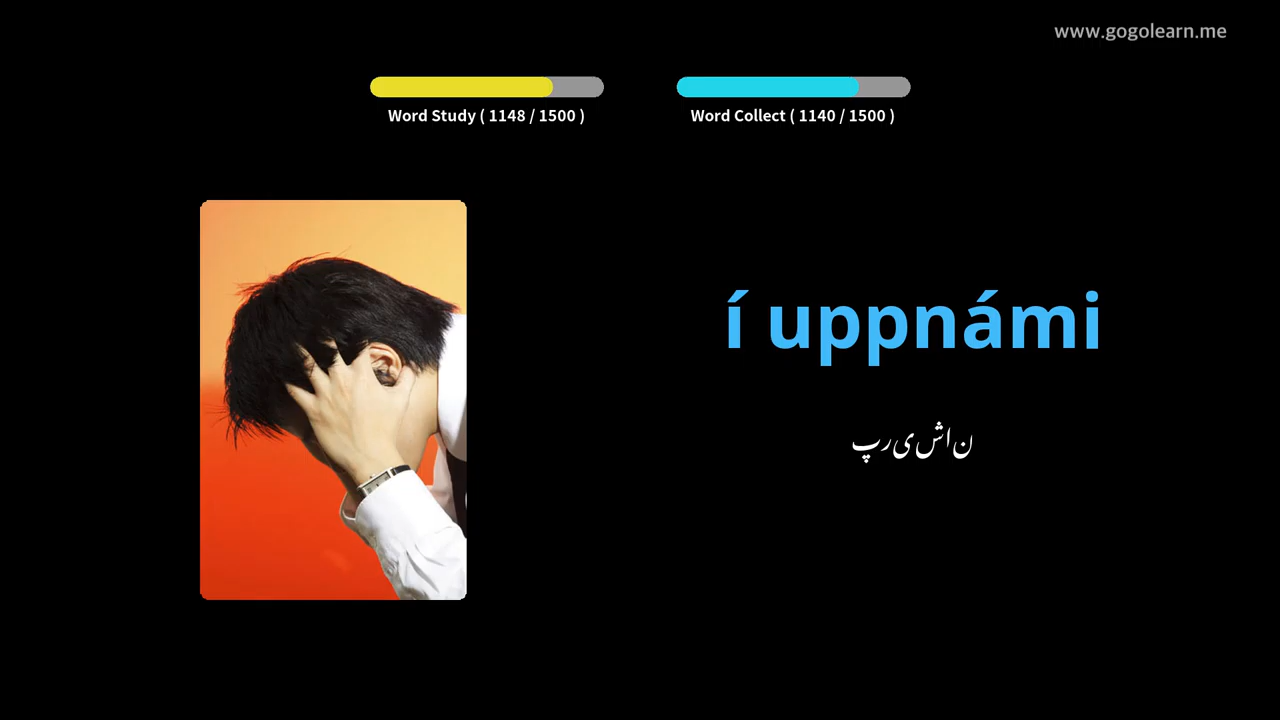 www.gogolearn.me
Word Study ( 1148 / 1500 )
Word Collect ( 1140 / 1500 )
í uppnámi
پریشان